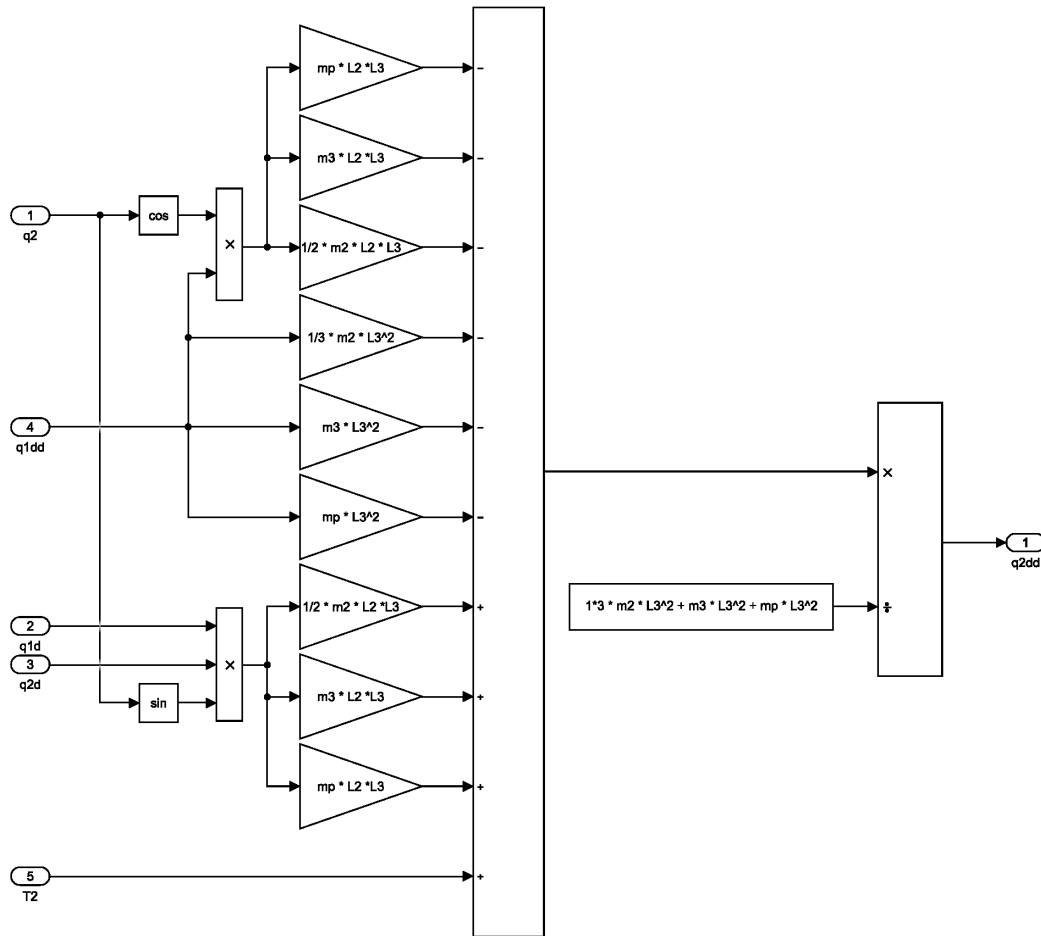 mp * L2 *L3
−
m3 * L2 *L3
−
1
q2
cos
×
1/2 * m2 * L2 * L3
−
1/3 * m2 * L3^2
−
4
q1dd
m3 * L3^2
−
×
mp * L3^2
−
1
q2dd
1/2 * m2 * L2 *L3
+
1*3 * m2 * L3^2 + m3 * L3^2 + mp * L3^2
÷
2
q1d
3
q2d
×
sin
m3 * L2 *L3
+
mp * L2 *L3
+
5
T2
+